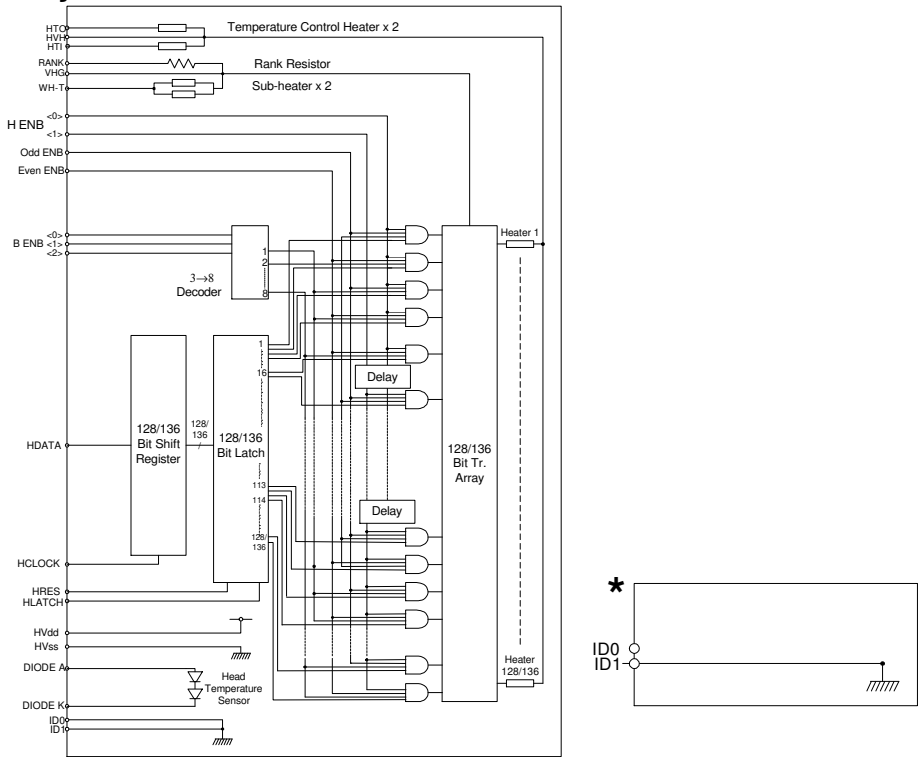 HTO
HVH
HTI
Temperature Control Heater x 2
RANK
VHG
WH-T
Rank Resistor
Sub-heater x 2
H ENB
<0>
<1>
Odd ENB
Even ENB
B ENB
<0>
<1>
<2>
1
2
8
3→8
Decoder
Heater 1
1
16
Delay
HDATA
128/136
Bit Shift
Register
128/
136
128/136
Bit Latch
128/136
Bit Tr.
Array
113
114
128/
136
Delay
HCLOCK
HRES
HLATCH
HVdd
HVss
DIODE A
DIODE K
Head
Temperature
Sensor
Heater
128/136
ID0
ID1
*
ID0
ID1